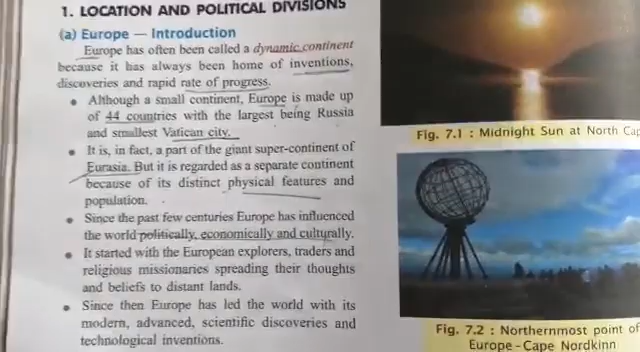 1. LOCATION AND POLITICAL DIVISIONS
(a) Europe — Introduction
Europe has often been called a dynamic continent
because it has always been home of inventions,
discoveries and rapid rate of progress.
• Although a small continent, Europe is made up
of 44 countries with the largest being Russia
and smallest Vatican city.
• It is, in fact, a part of the giant super-continent of
Eurasia. But it is regarded as a separate continent
because of its distinct physical features and
population.
• Since the past few centuries Europe has influenced
the world politically, economically and culturally.
• It started with the European explorers, traders and
religious missionaries spreading their thoughts
and beliefs to distant lands.
• Since then Europe has led the world with its
modern, advanced, scientific discoveries and
technological inventions.
Fig. 7.1 : Midnight Sun at North Cap
Fig. 7.2 : Northernmost point of
Europe - Cape Nordkinn